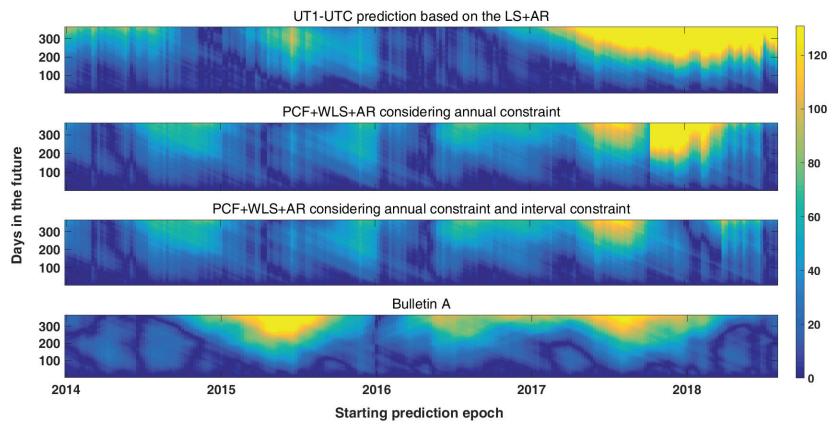 UT1-UTC prediction based on the LS+AR
300
200
100
PCF+WLS+AR considering annual constraint
300
200
100
PCF+WLS+AR considering annual constraint and interval constraint
300
200
100
Bulletin A
300
200
100
2014 2015 2016 2017 2018
Starting prediction epoch
Days in the future
120
100
80
60
40
20
0